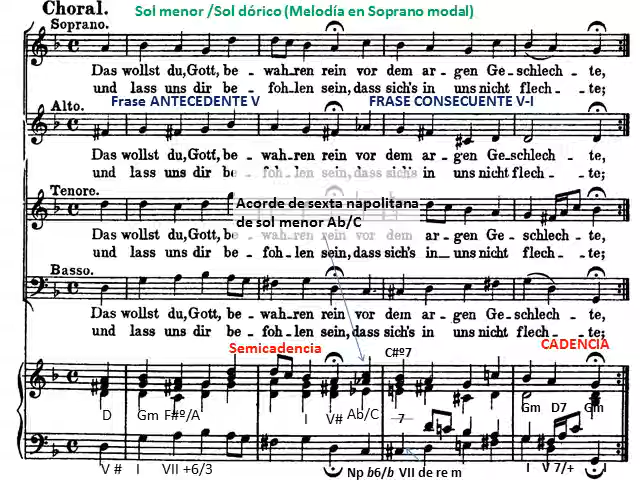 Choral.
Sol menor /Sol dórico (Melodía en Soprano modal)
Soprano.
Das wollst du, Gott, be - wah-ren rein vor dem ar - gen Ge-schlech - te,
und lass uns dir be - foh-len sein, dass sich's in uns nicht flech - te;
Frase ANTECEDENTE V FRASE CONSECUENTE V-I
Alto.
Das wollst du, Gott, be - wah-ren rein vor dem ar - gen Ge-schlech - te,
und lass uns dir be - foh-len sein, dass sichs in uns nicht flech - te;
Tenore.
Acorde de sexta napolitana
de sol menor Ab/C
Das wollst du, Gott, be - wah-ren rein vor dem ar - gen Ge-schlech - te,
und lass uns dir be - foh-len sein, dass sich's in uns nicht flech - te;
Basso.
Das wollst du, Gott, be - wah-ren rein vor dem ar - gen Ge-schlech - te,
und lass uns dir be - foh-len sein, dass sich's in uns nicht flech - te;
Semicadencia C#º7 CADENCIA
D Gm F#º/A I V# Ab/C 7 Gm D7 Gm
V # I VII +6/3 Np b6/b VII de re m I V 7/+ I